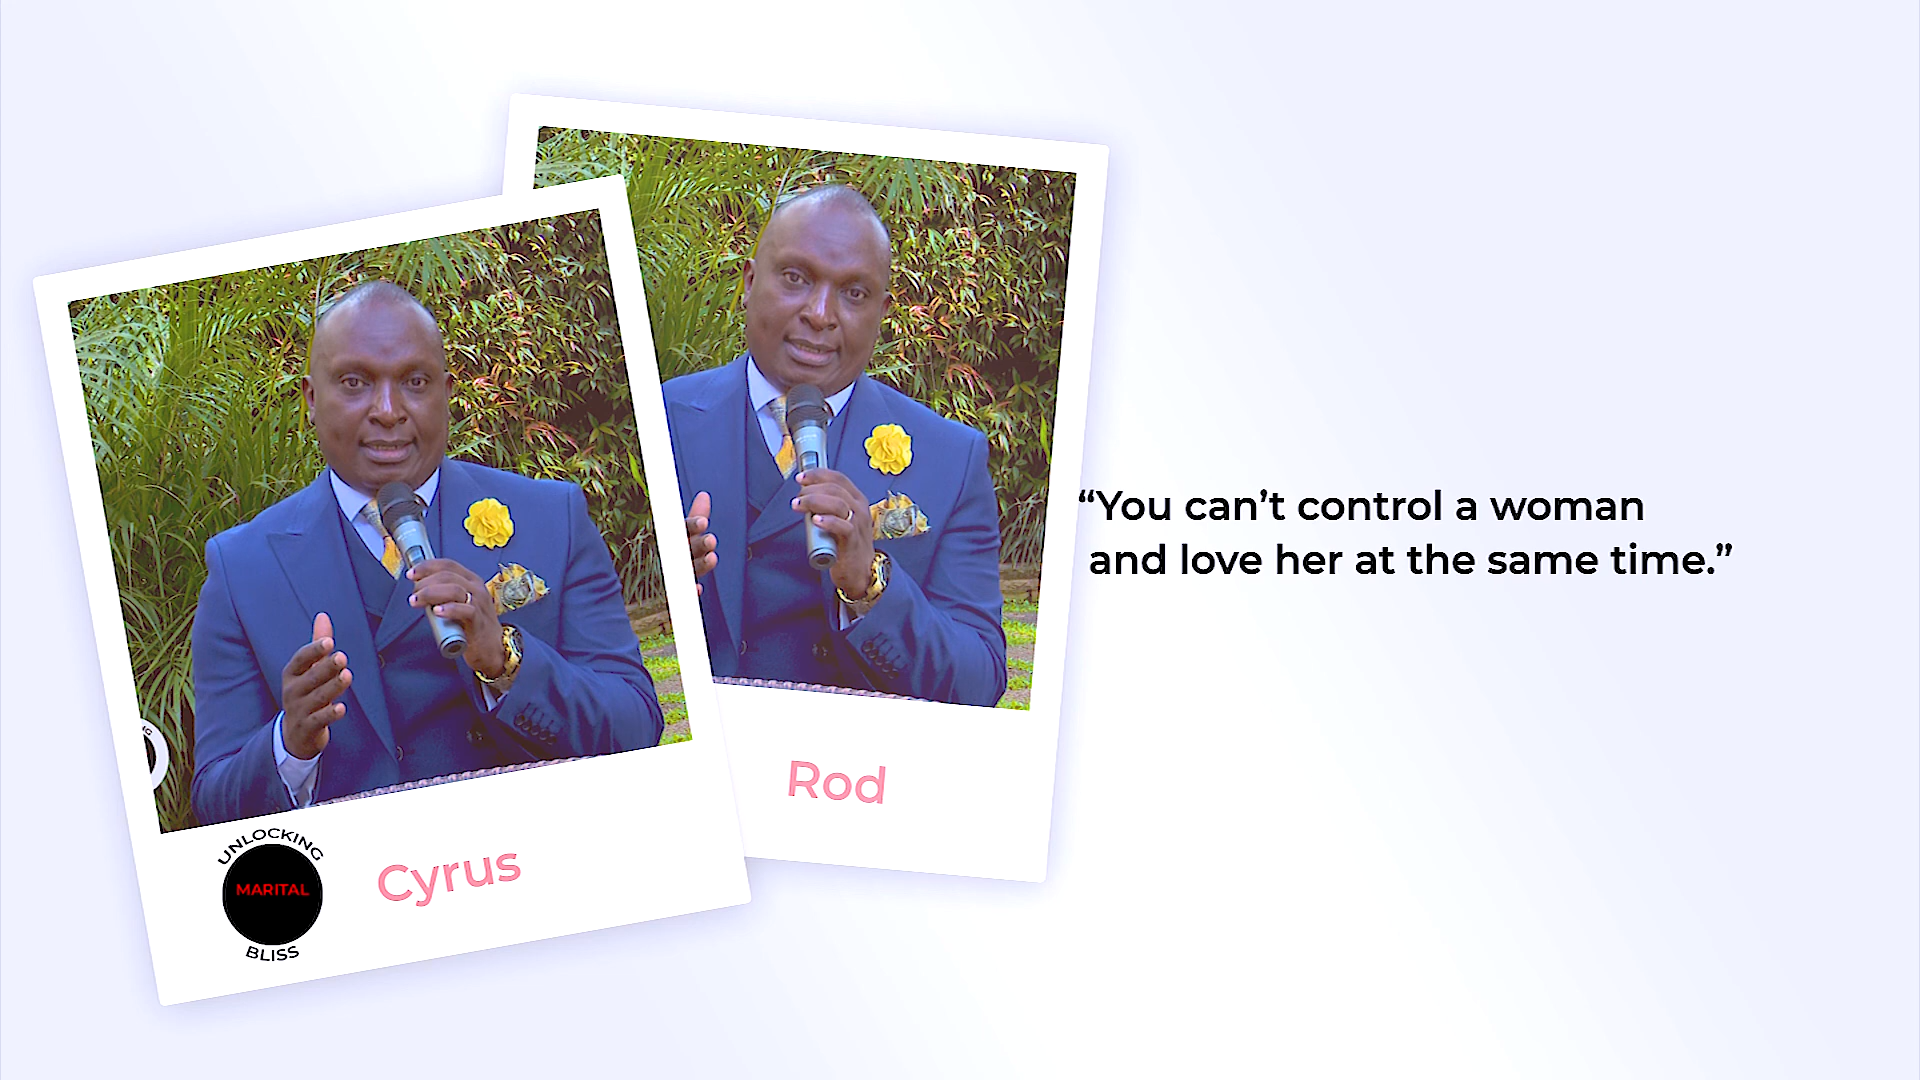 “You can’t control a woman
and love her at the same time.”
Rod
Cyrus
UNLOCKING
MARITAL
BLISS